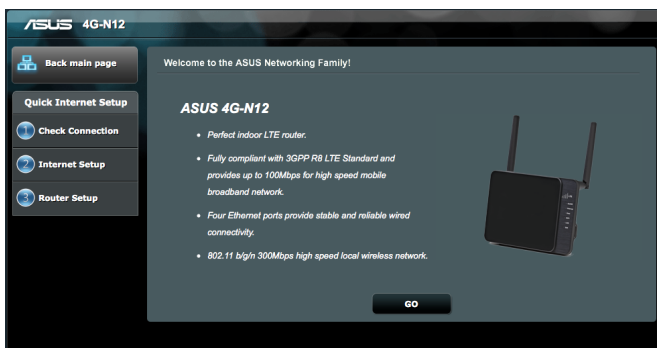 ASUS 4G-N12
Back main page
Quick Internet Setup
1 Check Connection
2 Internet Setup
3 Router Setup
Welcome to the ASUS Networking Family!
ASUS 4G-N12
• Perfect indoor LTE router.
• Fully compliant with 3GPP R8 LTE Standard and
provides up to 100Mbps for high speed mobile
broadband network.
• Four Ethernet ports provide stable and reliable wired
connectivity.
• 802.11 b/g/n 300Mbps high speed local wireless network.
GO